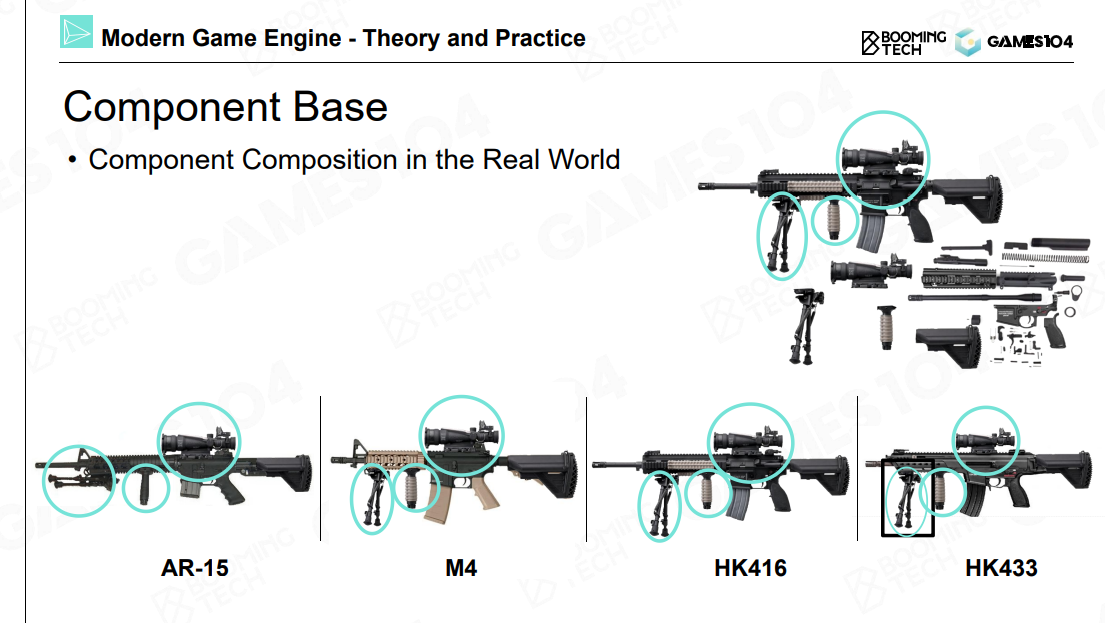 Modern Game Engine - Theory and Practice
BOOMING
TECH
GAMES104
Component Base
• Component Composition in the Real World
AR-15
M4
HK416
HK433